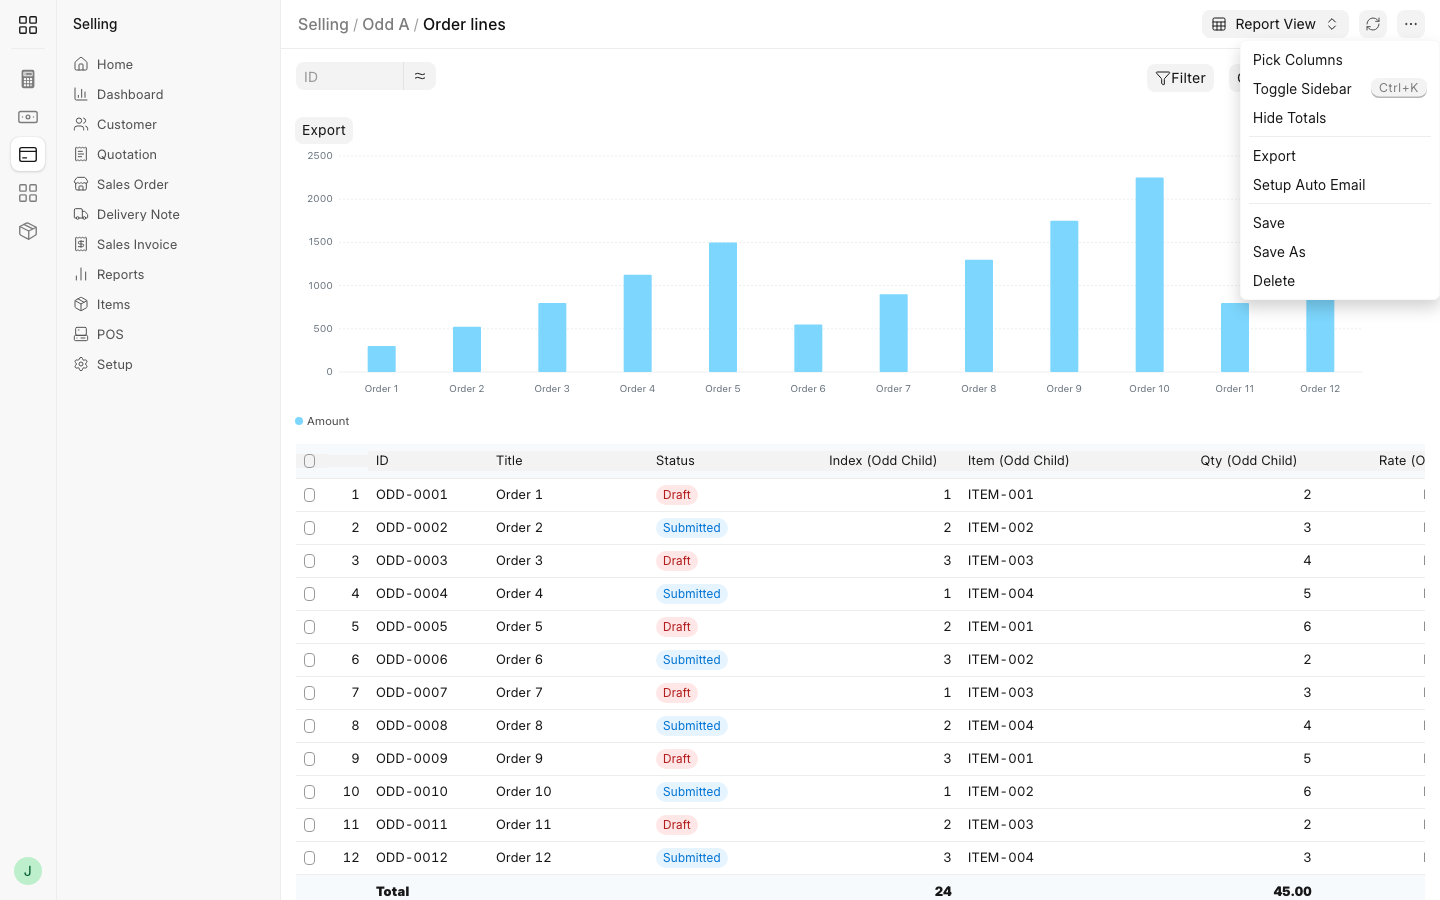 Selling
Selling / Odd A / Order lines
Report View
Home
Dashboard
Customer
Quotation
Sales Order
Delivery Note
Sales Invoice
Reports
Items
POS
Setup
J
ID
≈
Filter
Pick Columns
Toggle Sidebar Ctrl+K
Hide Totals
Export
Setup Auto Email
Save
Save As
Delete
Export
2500
2000
1500
1000
500
0
Order 1 Order 2 Order 3 Order 4 Order 5 Order 6 Order 7 Order 8 Order 9 Order 10 Order 11 Order 12
Amount
ID Title Status Index (Odd Child) Item (Odd Child) Qty (Odd Child) Rate (O
1 ODD-0001 Order 1 Draft 1 ITEM-001 2
2 ODD-0002 Order 2 Submitted 2 ITEM-002 3
3 ODD-0003 Order 3 Draft 3 ITEM-003 4
4 ODD-0004 Order 4 Submitted 1 ITEM-004 5
5 ODD-0005 Order 5 Draft 2 ITEM-001 6
6 ODD-0006 Order 6 Submitted 3 ITEM-002 2
7 ODD-0007 Order 7 Draft 1 ITEM-003 3
8 ODD-0008 Order 8 Submitted 2 ITEM-004 4
9 ODD-0009 Order 9 Draft 3 ITEM-001 5
10 ODD-0010 Order 10 Submitted 1 ITEM-002 6
11 ODD-0011 Order 11 Draft 2 ITEM-003 2
12 ODD-0012 Order 12 Submitted 3 ITEM-004 3
Total 24 45.00